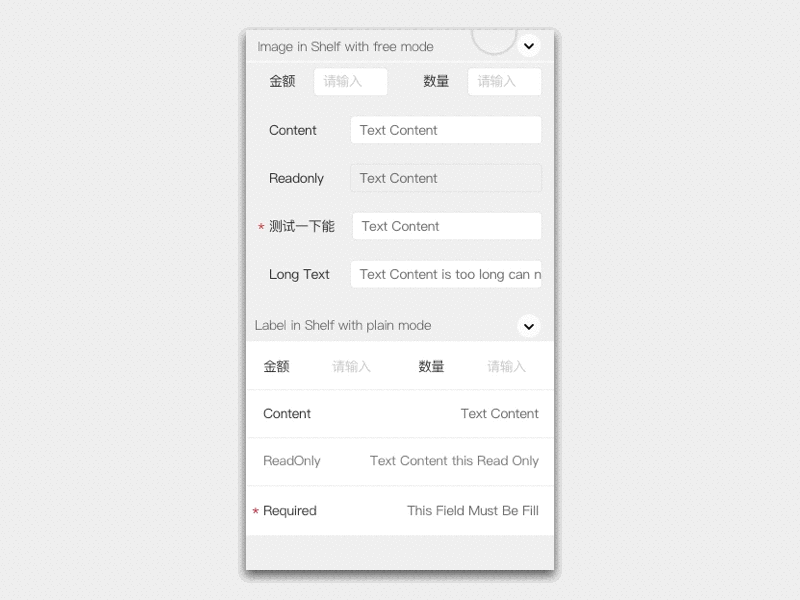 Image in Shelf with free mode
金额 请输入 数量 请输入
Content Text Content
Readonly Text Content
* 测试一下能 Text Content
Long Text Text Content is too long can n
Label in Shelf with plain mode
金额 请输入 数量 请输入
Content Text Content
ReadOnly Text Content this Read Only
* Required This Field Must Be Fill